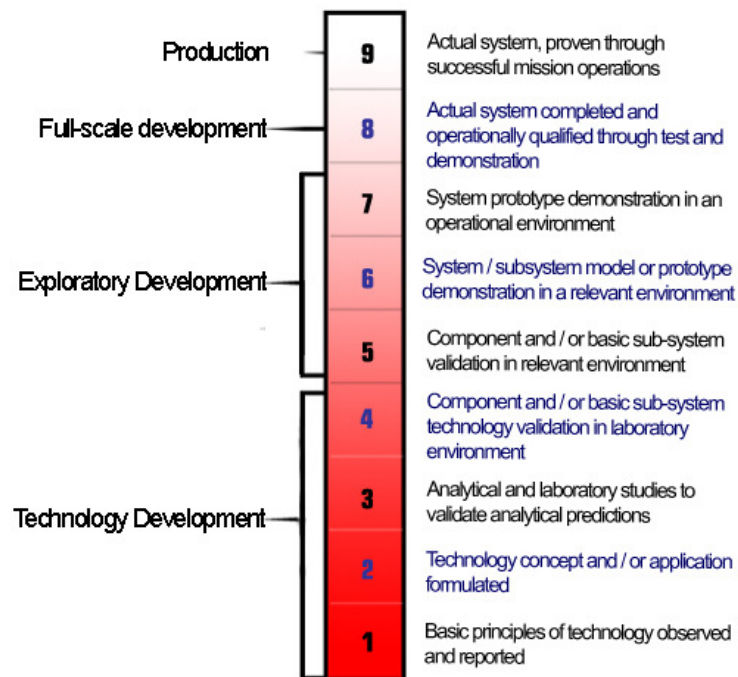 Production
9
Actual system, proven through
successful mission operations
Full-scale development
8
Actual system completed and
operationally qualified through test and
demonstration
7
System prototype demonstration in an
operational environment
Exploratory Development
6
System / subsystem model or prototype
demonstration in a relevant environment
5
Component and / or basic sub-system
validation in relevant environment
4
Component and / or basic sub-system
technology validation in laboratory
environment
Technology Development
3
Analytical and laboratory studies to
validate analytical predictions
2
Technology concept and / or application
formulated
1
Basic principles of technology observed
and reported